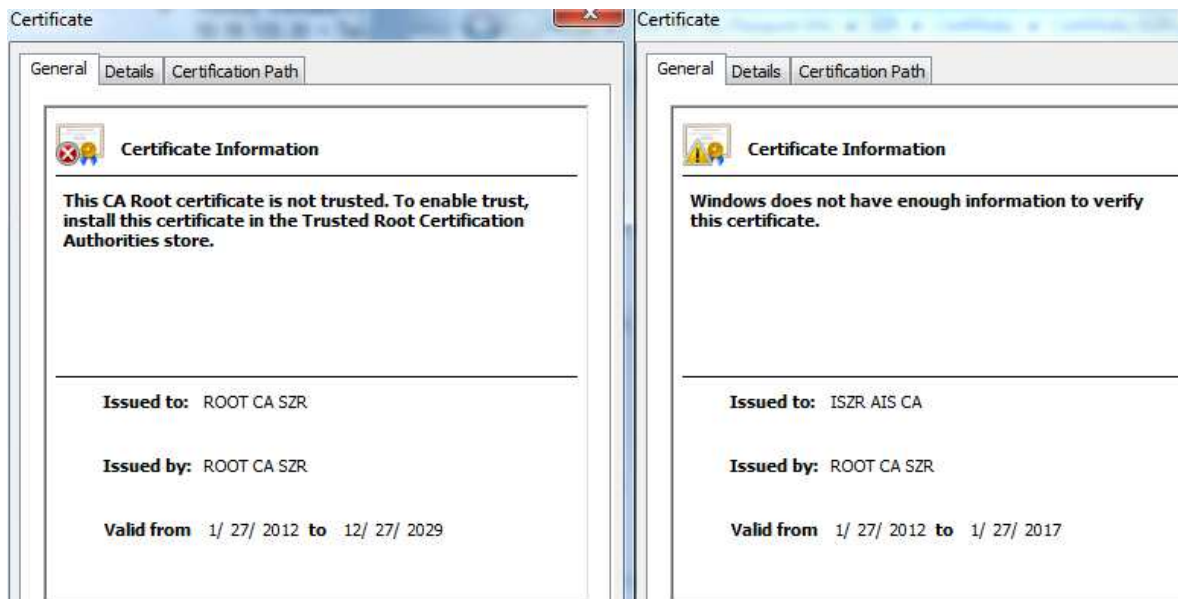 Certificate
General Details Certification Path
Certificate Information
This CA Root certificate is not trusted. To enable trust,
install this certificate in the Trusted Root Certification
Authorities store.
Issued to: ROOT CA SZR
Issued by: ROOT CA SZR
Valid from 1/ 27/ 2012 to 12/ 27/ 2029
Certificate
General Details Certification Path
Certificate Information
Windows does not have enough information to verify
this certificate.
Issued to: ISZR AIS CA
Issued by: ROOT CA SZR
Valid from 1/ 27/ 2012 to 1/ 27/ 2017